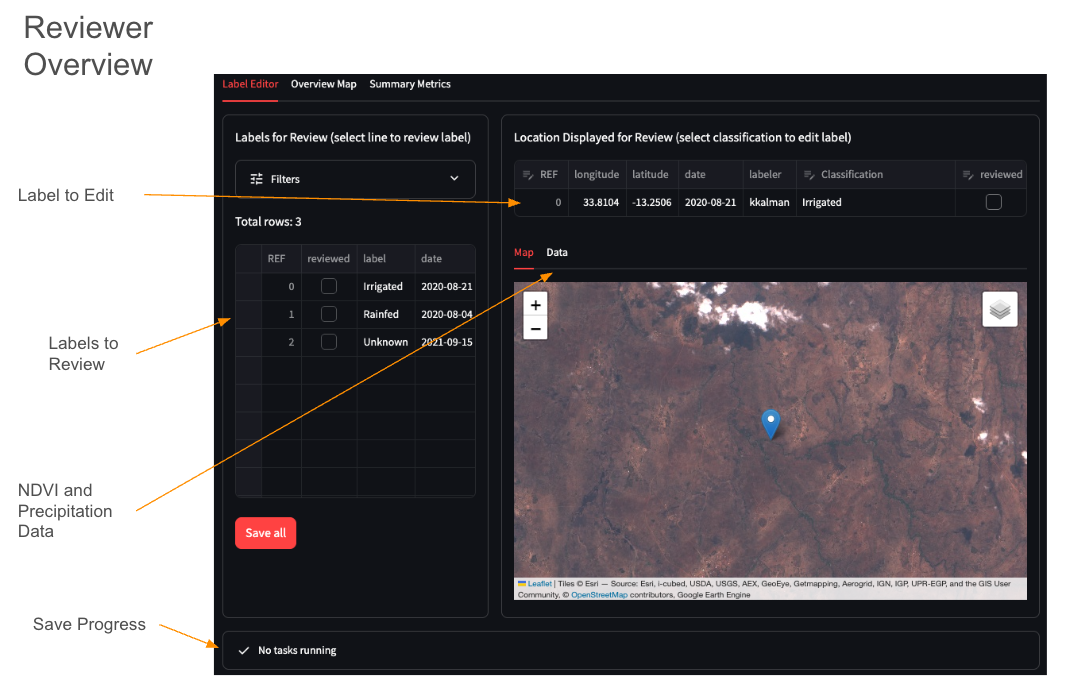 Reviewer
Overview
Label Editor Overview Map Summary Metrics
Labels for Review (select line to review label)
Filters
Total rows: 3
REF reviewed label date
0 Irrigated 2020-08-21
1 Rainfed 2020-08-04
2 Unknown 2021-09-15
Save all
Location Displayed for Review (select classification to edit label)
REF longitude latitude date labeler Classification reviewed
0 33.8104 -13.2506 2020-08-21 kkalman Irrigated
Map Data
+
−
Leaflet | Tiles © Esri — Source: Esri, i-cubed, USDA, USGS, AEX, GeoEye, Getmapping, Aerogrid, IGN, IGP, UPR-EGP, and the GIS User
Community, © OpenStreetMap contributors, Google Earth Engine
No tasks running
Label to Edit
Labels to
Review
NDVI and
Precipitation
Data
Save Progress